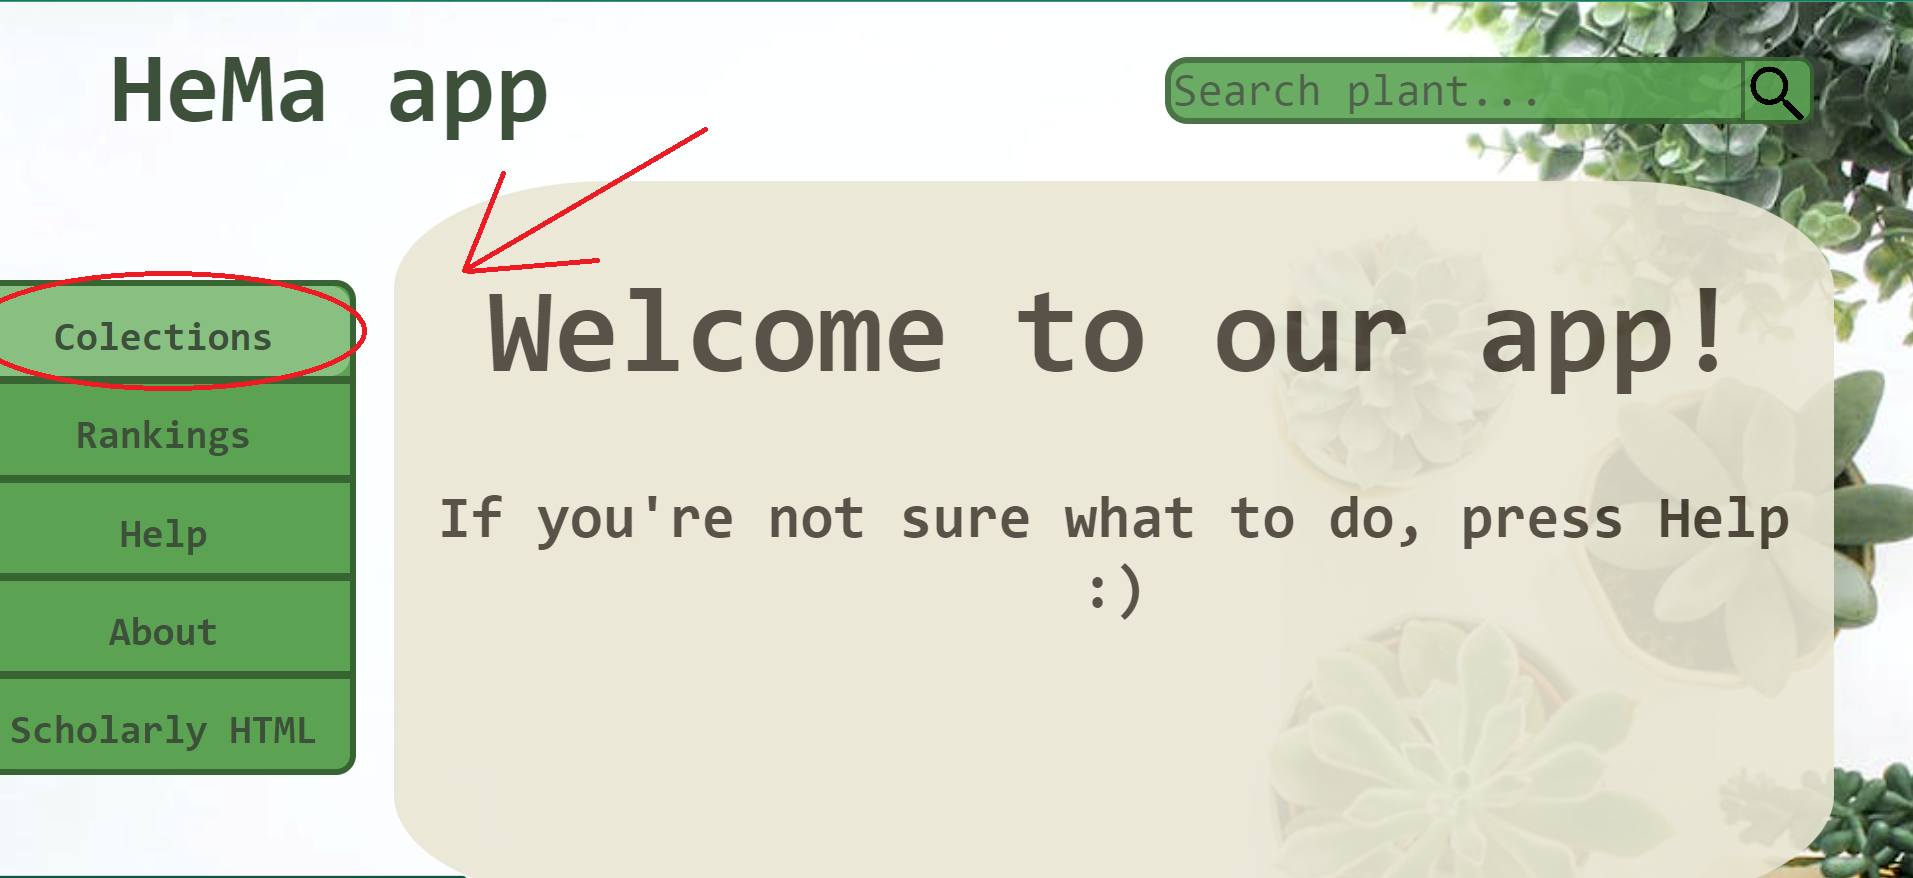 HeMa app
Search plant...
Colections
Rankings
Help
About
Scholarly HTML
Welcome to our app!
If you're not sure what to do, press Help
:)